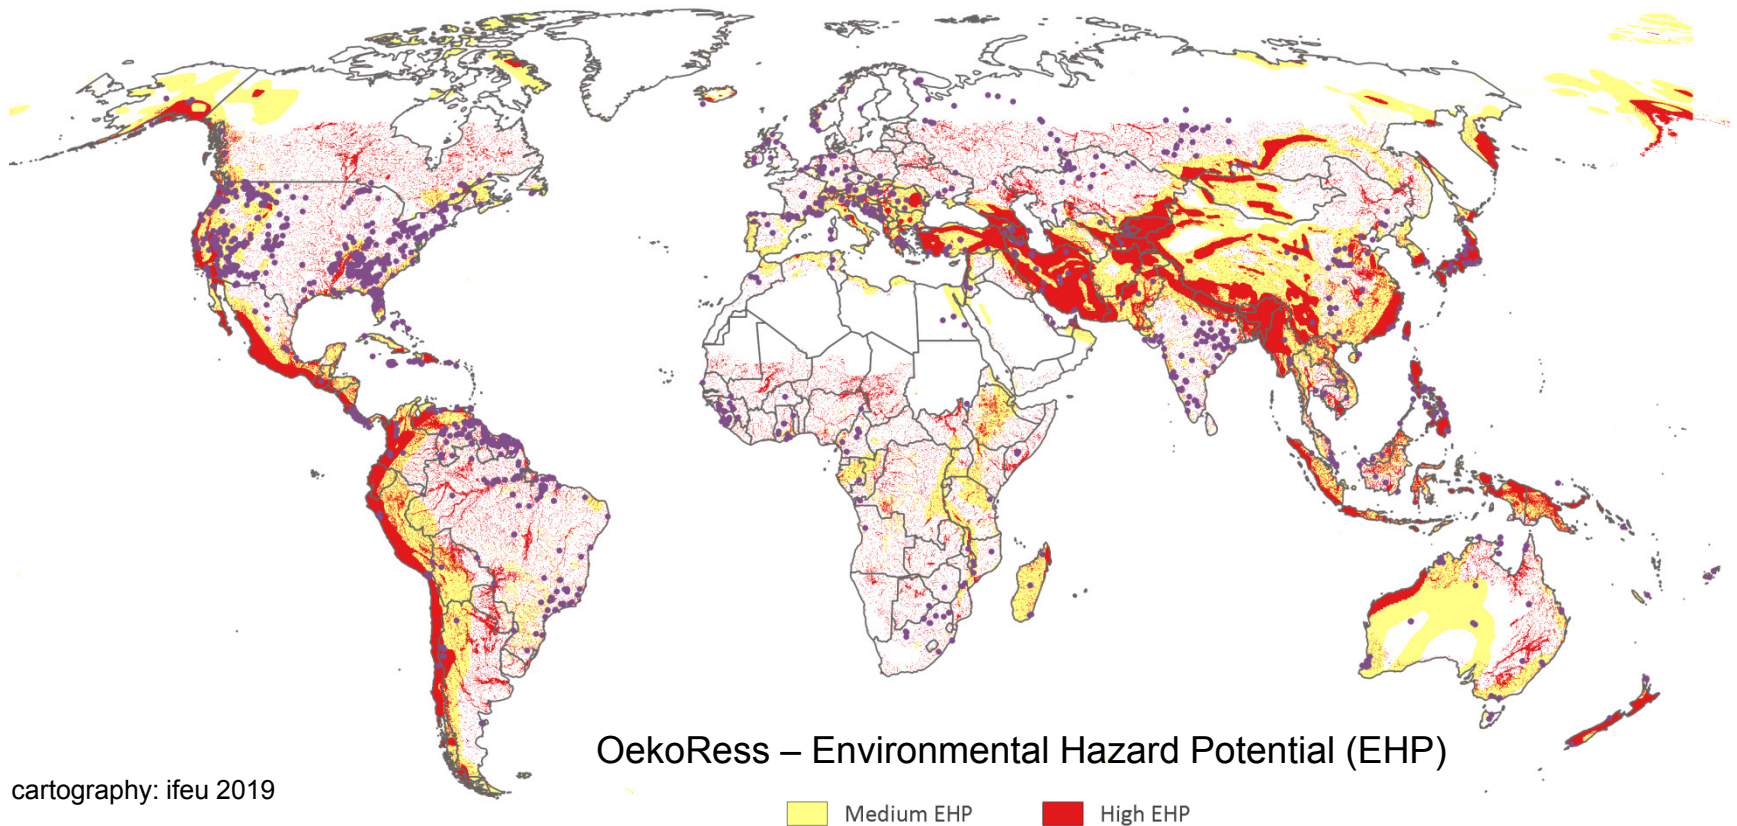 OekoRess – Environmental Hazard Potential (EHP)
cartography: ifeu 2019
Medium EHP
High EHP